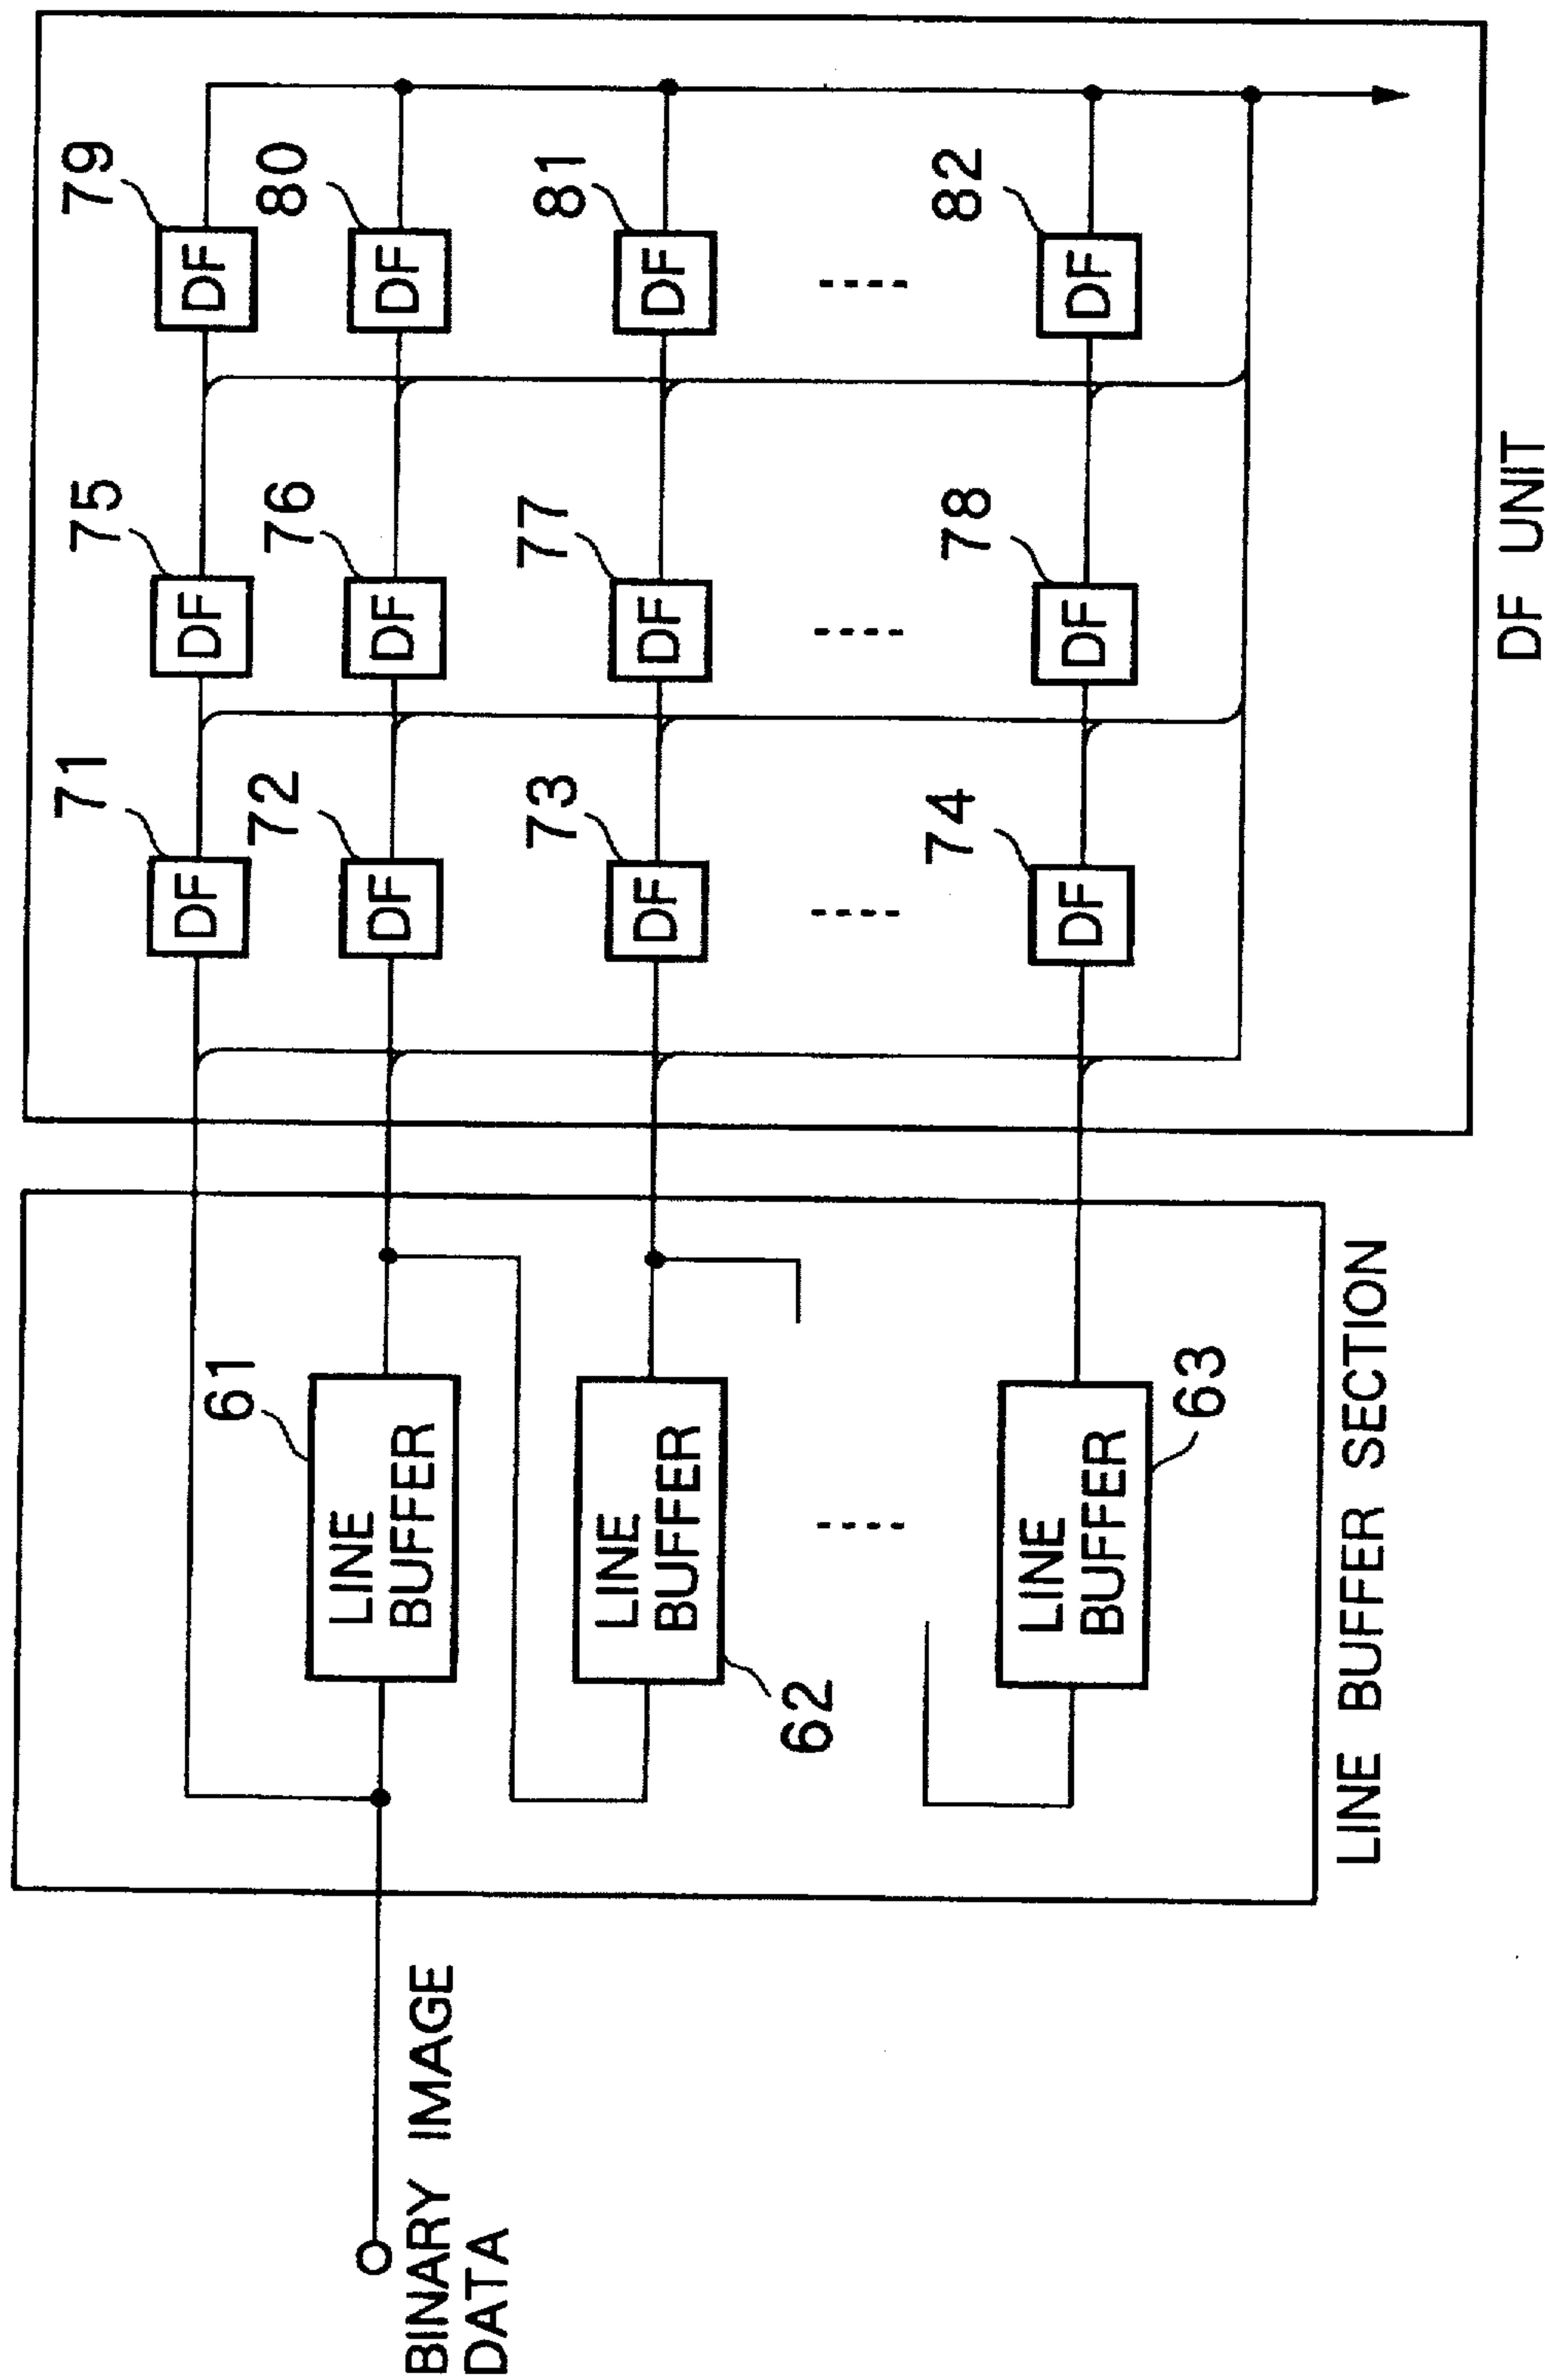 BINARY IMAGE
DATA
LINE
BUFFER
61
LINE
BUFFER
62
LINE
BUFFER
63
LINE BUFFER SECTION
71
DF
75
DF
79
DF
72
DF
76
DF
80
DF
73
DF
77
DF
81
DF
74
DF
78
DF
82
DF
DF UNIT